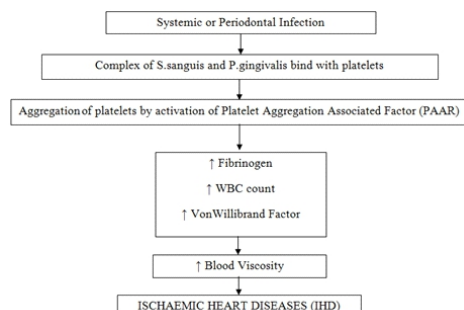 Systemic or Periodontal Infection
Complex of S.sanguis and P.gingivalis bind with platelets
Aggregation of platelets by activation of Platelet Aggregation Associated Factor (PAAR)
↑ Fibrinogen
↑ WBC count
↑ VonWillibrand Factor
↑ Blood Viscosity
ISCHAEMIC HEART DISEASES (IHD)